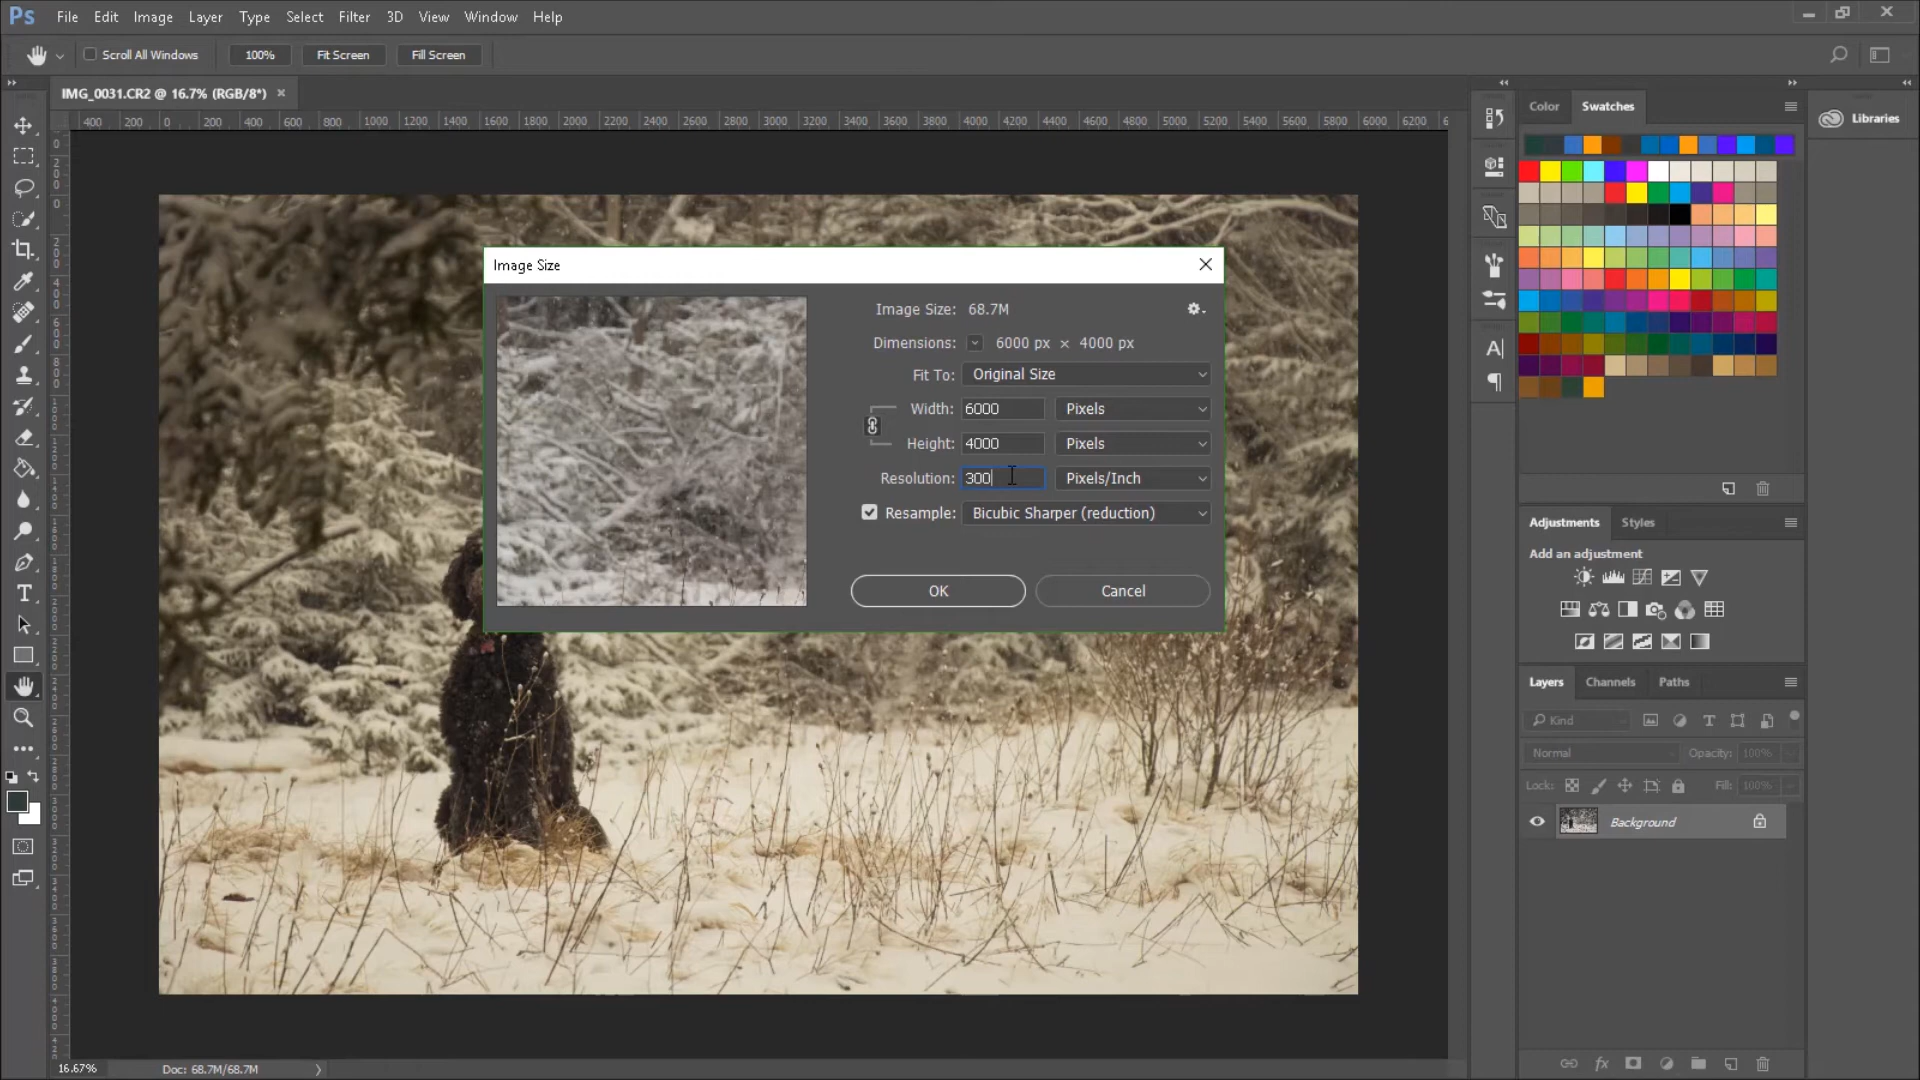 Ps File Edit Image Layer Type Select Filter 3D View Window Help
Scroll All Windows 100% Fit Screen Fill Screen
IMG_0031.CR2 @ 16.7% (RGB/8*) ×
400 200 0 200 400 600 800 1000 1200 1400 1600 1800 2000 2200 2400 2600 2800 3000 3200 3400 3600 3800 4000 4200 4400 4600 4800 5000 5200 5400 5600 5800 6000 6200 6
Color Swatches
Libraries
Image Size
Image Size: 68.7M
Dimensions: 6000 px × 4000 px
Fit To: Original Size
Width: 6000 Pixels
Height: 4000 Pixels
Resolution: 300 Pixels/Inch
Resample: Bicubic Sharper (reduction)
OK Cancel
Adjustments Styles
Add an adjustment
Layers Channels Paths
Kind
Normal Opacity: 100%
Lock: Fill: 100%
Background
16.67% Doc: 68.7M/68.7M